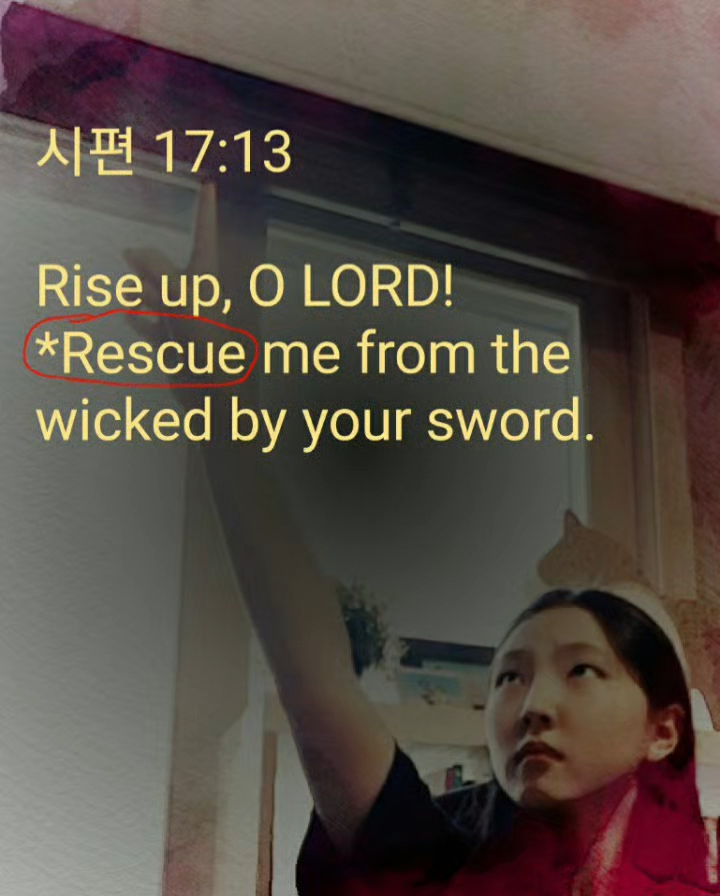 시편 17:13
Rise up, O LORD!
*Rescue me from the
wicked by your sword.